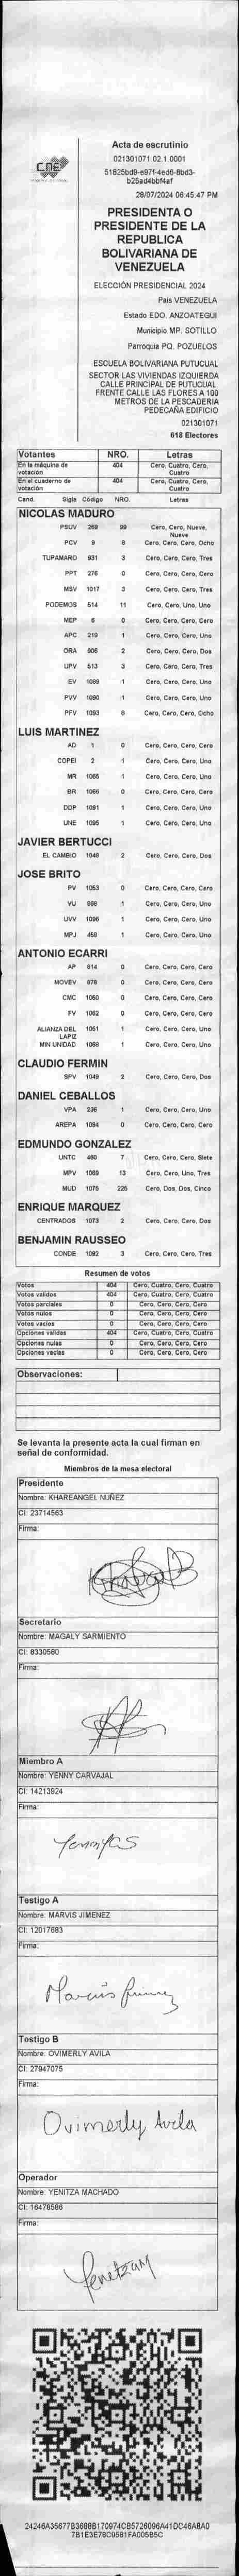 CNE
Acta de escrutinio
021301071.02.1.0001
51825bd9-e97f-4ed6-8bd3-
b25ad4bbf4af
28/07/2024 06:45:47 PM
PRESIDENTA O
PRESIDENTE DE LA
REPUBLICA
BOLIVARIANA DE
VENEZUELA
ELECCIÓN PRESIDENCIAL 2024
Pais VENEZUELA
Estado EDO. ANZOATEGUI
Municipio MP. SOTILLO
Parroquia PQ. POZUELOS
ESCUELA BOLIVARIANA PUTUCUAL
SECTOR LAS VIVIENDAS IZQUIERDA
CALLE PRINCIPAL DE PUTUCUAL.
FRENTE CALLE LAS FLORES A 100
METROS DE LA PESCADERIA
PEDECAÑA EDIFICIO
021301071
618 Electores
Votantes NRO. Letras
En la máquina de votación 404 Cero, Cuatro, Cero, Cuatro
En el cuaderno de votación 404 Cero, Cuatro, Cero, Cuatro
Cand. Sigla Código NRO. Letras
NICOLAS MADURO
PSUV 269 99 Cero, Cero, Nueve, Nueve
PCV 9 8 Cero, Cero, Cero, Ocho
TUPAMARO 931 3 Cero, Cero, Cero, Tres
PPT 276 0 Cero, Cero, Cero, Cero
MSV 1017 3 Cero, Cero, Cero, Tres
PODEMOS 514 11 Cero, Cero, Uno, Uno
MEP 6 0 Cero, Cero, Cero, Cero
APC 219 1 Cero, Cero, Cero, Uno
ORA 906 2 Cero, Cero, Cero, Dos
UPV 513 3 Cero, Cero, Cero, Tres
EV 1089 1 Cero, Cero, Cero, Uno
PVV 1090 1 Cero, Cero, Cero, Uno
PFV 1093 8 Cero, Cero, Cero, Ocho
LUIS MARTINEZ
AD 1 0 Cero, Cero, Cero, Cero
COPEI 2 1 Cero, Cero, Cero, Uno
MR 1065 1 Cero, Cero, Cero, Uno
BR 1066 0 Cero, Cero, Cero, Cero
DDP 1091 1 Cero, Cero, Cero, Uno
UNE 1095 1 Cero, Cero, Cero, Uno
JAVIER BERTUCCI
EL CAMBIO 1048 2 Cero, Cero, Cero, Dos
JOSE BRITO
PV 1053 0 Cero, Cero, Cero, Cero
VU 888 1 Cero, Cero, Cero, Uno
UVV 1096 1 Cero, Cero, Cero, Uno
MPJ 458 1 Cero, Cero, Cero, Uno
ANTONIO ECARRI
AP 614 0 Cero, Cero, Cero, Cero
MOVEV 978 0 Cero, Cero, Cero, Cero
CMC 1060 0 Cero, Cero, Cero, Cero
FV 1062 0 Cero, Cero, Cero, Cero
ALIANZA DEL LAPIZ 1061 1 Cero, Cero, Cero, Uno
MIN UNIDAD 1068 1 Cero, Cero, Cero, Uno
CLAUDIO FERMIN
SPV 1049 2 Cero, Cero, Cero, Dos
DANIEL CEBALLOS
VPA 236 1 Cero, Cero, Cero, Uno
AREPA 1094 0 Cero, Cero, Cero, Cero
EDMUNDO GONZALEZ
UNTC 460 7 Cero, Cero, Cero, Siete
MPV 1069 13 Cero, Cero, Uno, Tres
MUD 1075 225 Cero, Dos, Dos, Cinco
ENRIQUE MARQUEZ
CENTRADOS 1073 2 Cero, Cero, Cero, Dos
BENJAMIN RAUSSEO
CONDE 1092 3 Cero, Cero, Cero, Tres
Resumen de votos
Votos 404 Cero, Cuatro, Cero, Cuatro
Votos validos 404 Cero, Cuatro, Cero, Cuatro
Votos parciales 0 Cero, Cero, Cero, Cero
Votos nulos 0 Cero, Cero, Cero, Cero
Votos vacios 0 Cero, Cero, Cero, Cero
Opciones validas 404 Cero, Cuatro, Cero, Cuatro
Opciones nulas 0 Cero, Cero, Cero, Cero
Opciones vacias 0 Cero, Cero, Cero, Cero
Observaciones:
Se levanta la presente acta la cual firman en
señal de conformidad.
Miembros de la mesa electoral
Presidente
Nombre: KHAREANGEL NUÑEZ
CI: 23714563
Firma:
Secretario
Nombre: MAGALY SARMIENTO
CI: 8330580
Firma:
Miembro A
Nombre: YENNY CARVAJAL
CI: 14213924
Firma:
Testigo A
Nombre: MARVIS JIMENEZ
CI: 12017683
Firma:
Testigo B
Nombre: OVIMERLY AVILA
CI: 27947075
Firma:
Ovimerly Avila
Operador
Nombre: YENITZA MACHADO
CI: 16478586
Firma:
24246A35677B3688B170974CB5726096A41DC46A8A0
7B1E3E78C9581FA005B5C